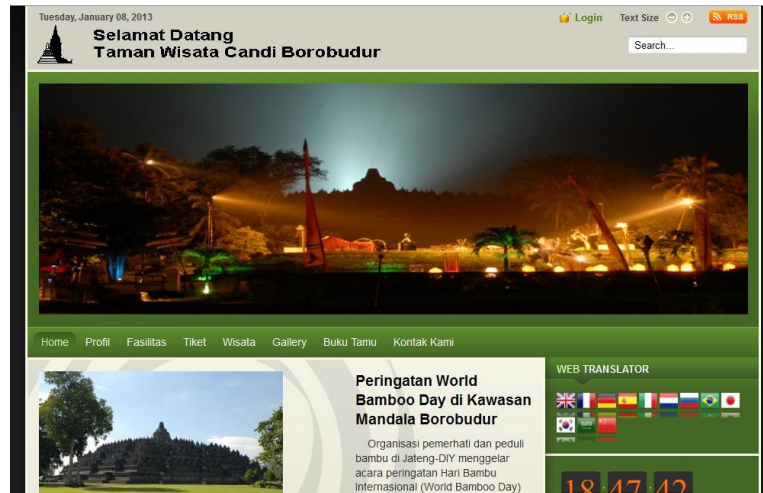 Tuesday, January 08, 2013
Login
Text Size
RSS
Selamat Datang
Taman Wisata Candi Borobudur
Search...
Home Profil Fasilitas Tiket Wisata Gallery Buku Tamu Kontak Kami
Peringatan World
Bamboo Day di Kawasan
Mandala Borobudur
Organisasi pemerhati dan peduli
bambu di Jateng-DIY menggelar
acara peringatan Hari Bambu
Internasional (World Bamboo Day)
WEB TRANSLATOR
18:47:42